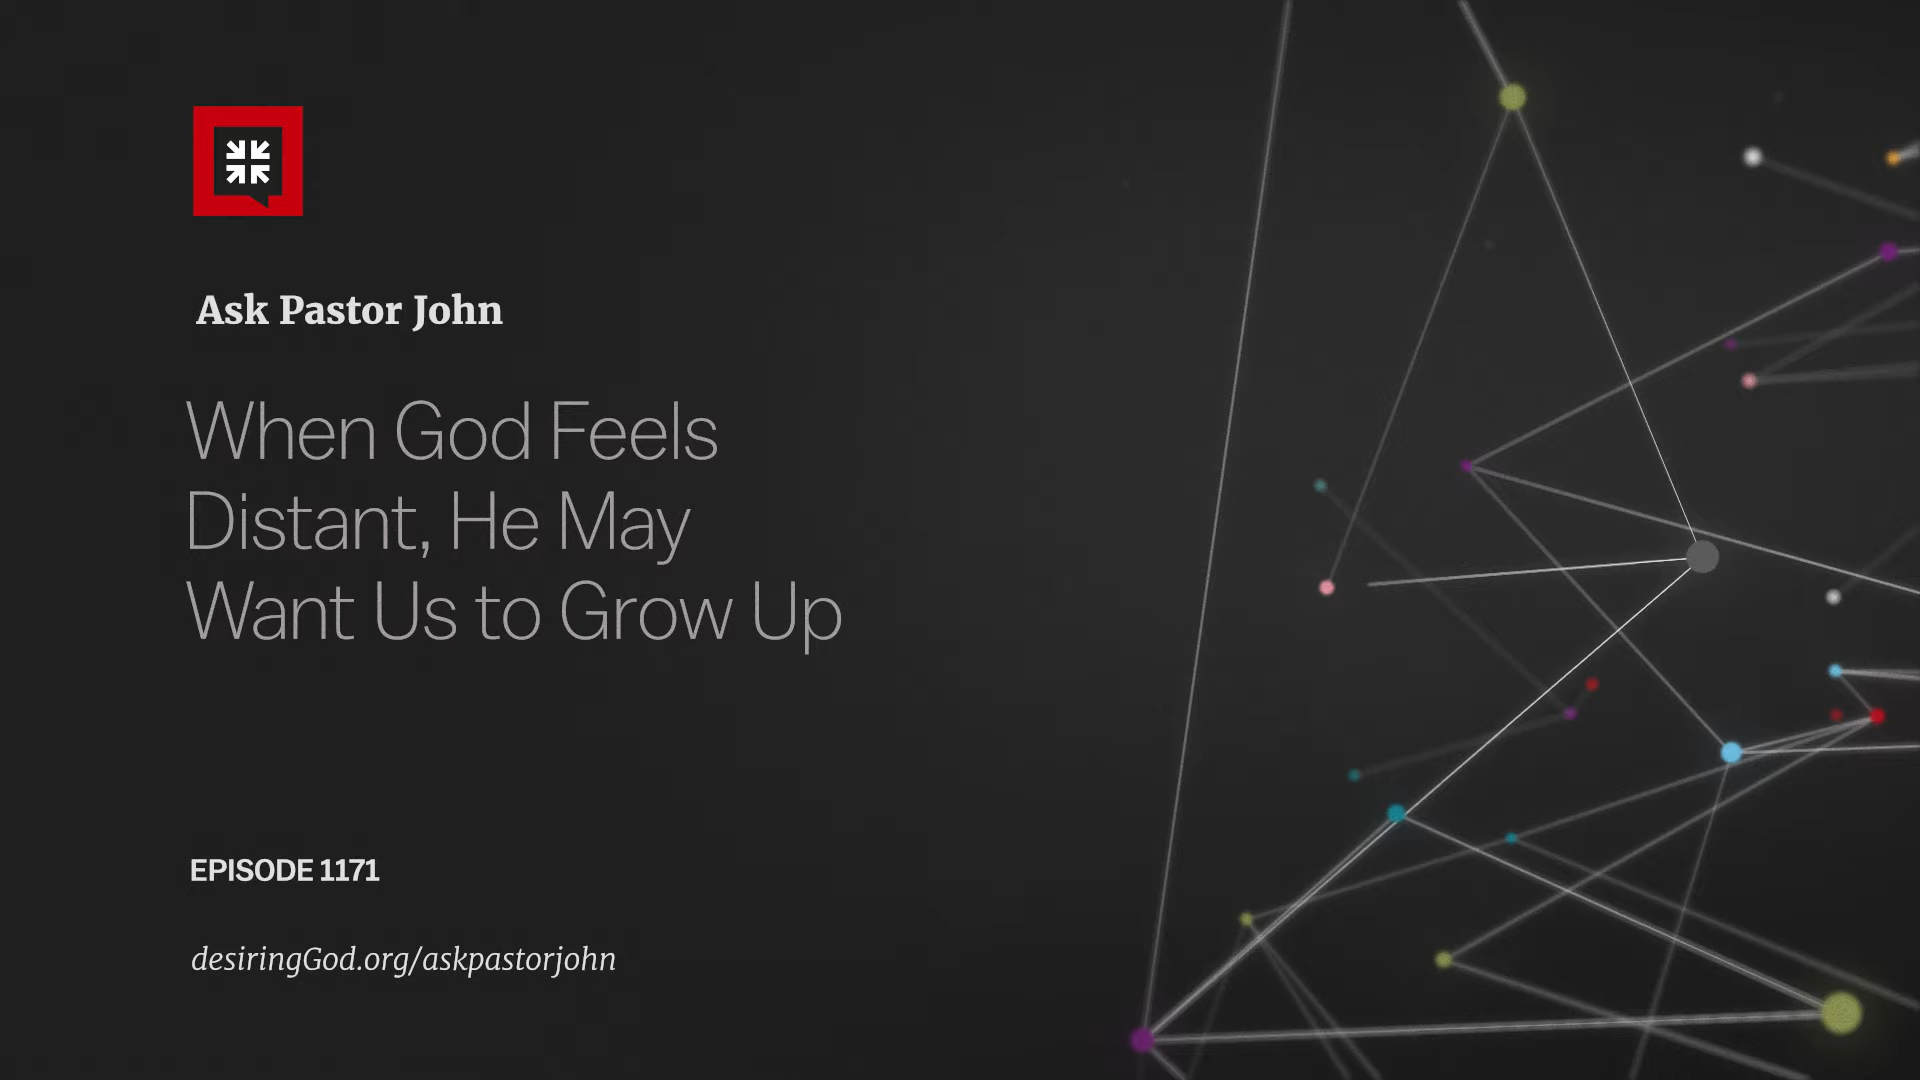 Ask Pastor John
When God Feels
Distant, He May
Want Us to Grow Up
EPISODE 1171
desiringGod.org/askpastorjohn